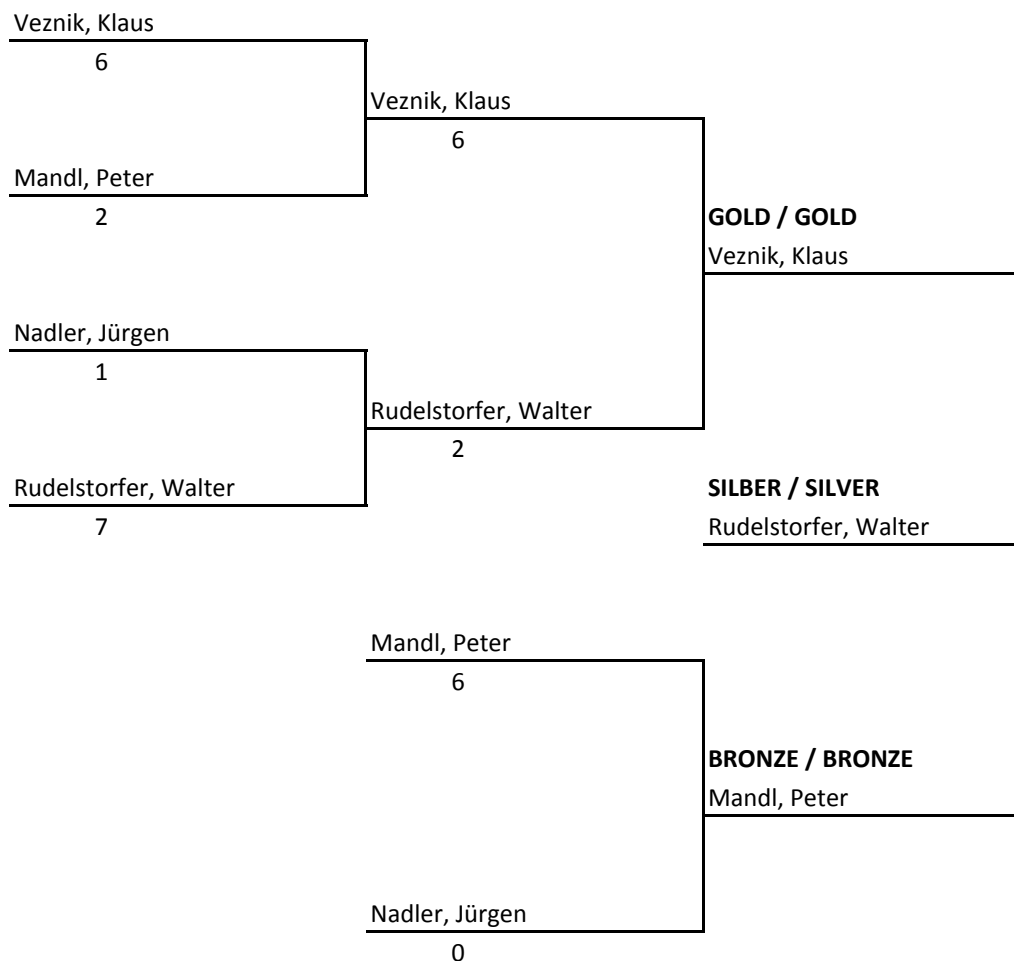 Veznik, Klaus
6
Veznik, Klaus
6
Mandl, Peter
2
GOLD / GOLD
Veznik, Klaus
Nadler, Jürgen
1
Rudelstorfer, Walter
2
Rudelstorfer, Walter
7
SILBER / SILVER
Rudelstorfer, Walter
Mandl, Peter
6
BRONZE / BRONZE
Mandl, Peter
Nadler, Jürgen
0